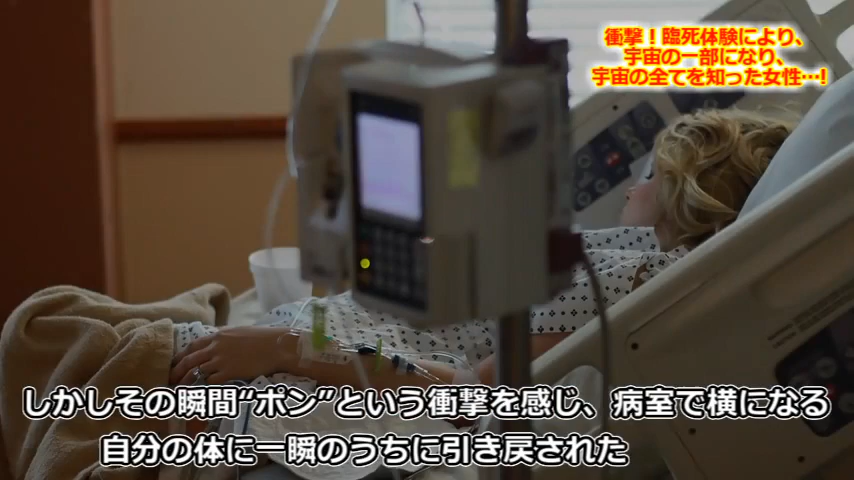 衝撃！臨死体験により、
宇宙の一部になり、
宇宙の全てを知った女性…!
しかしその瞬間“ポン”という衝撃を感じ、病室で横になる
自分の体に一瞬のうちに引き戻された